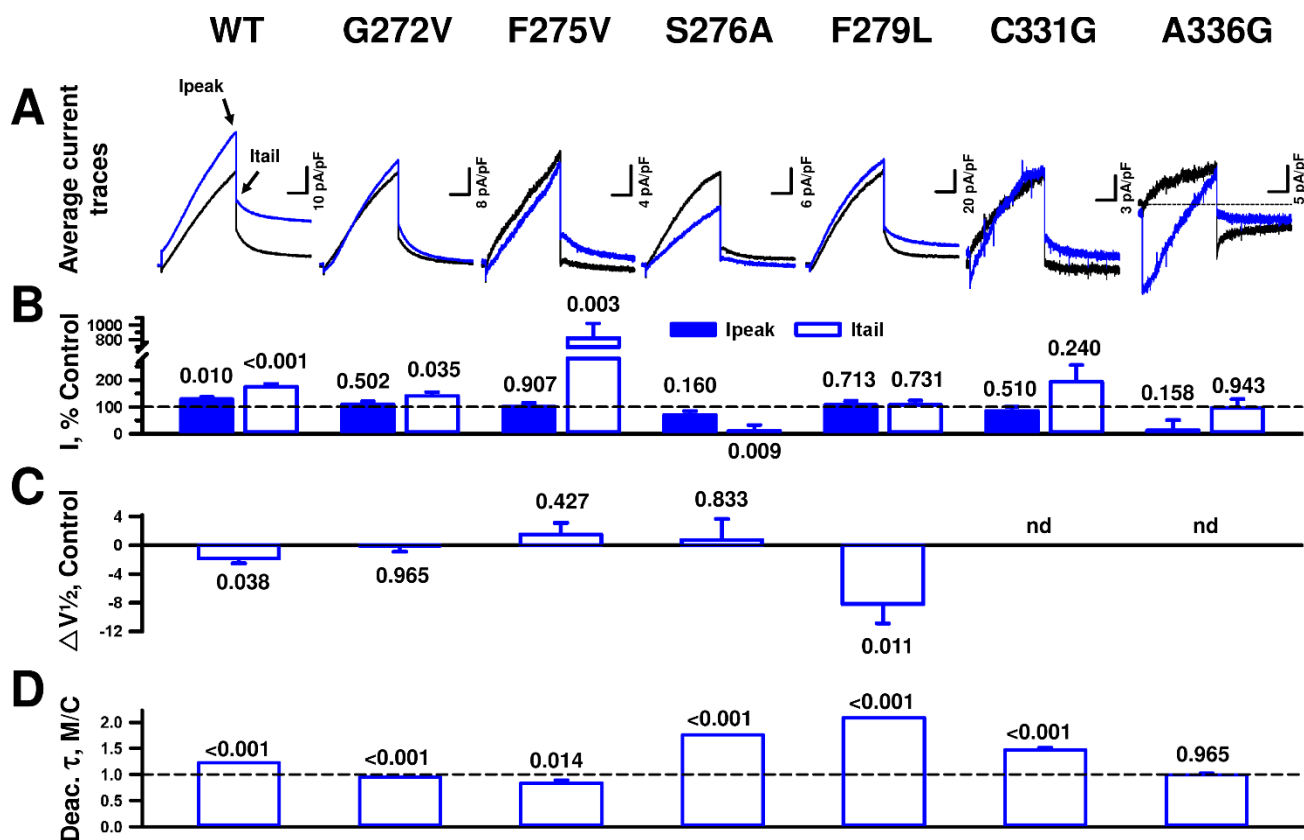 WT G272V F275V S276A F279L C331G A336G
A
Average current
traces
Ipeak
Itail
10 pA/pF
8 pA/pF
4 pA/pF
6 pA/pF
20 pA/pF
3 pA/pF
5 pA/pF
B
I, % Control
1000
800
200
100
0
Ipeak Itail
0.010 <0.001 0.502 0.035 0.907 0.003 0.160 0.009 0.713 0.731 0.510 0.240 0.158 0.943
C
△V½, Control
4
0
-4
-8
-12
0.038 0.965 0.427 0.833 0.011 nd nd
D
Deac. τ, M/C
2.0
1.5
1.0
0.5
0.0
<0.001 <0.001 0.014 <0.001 <0.001 <0.001 0.965